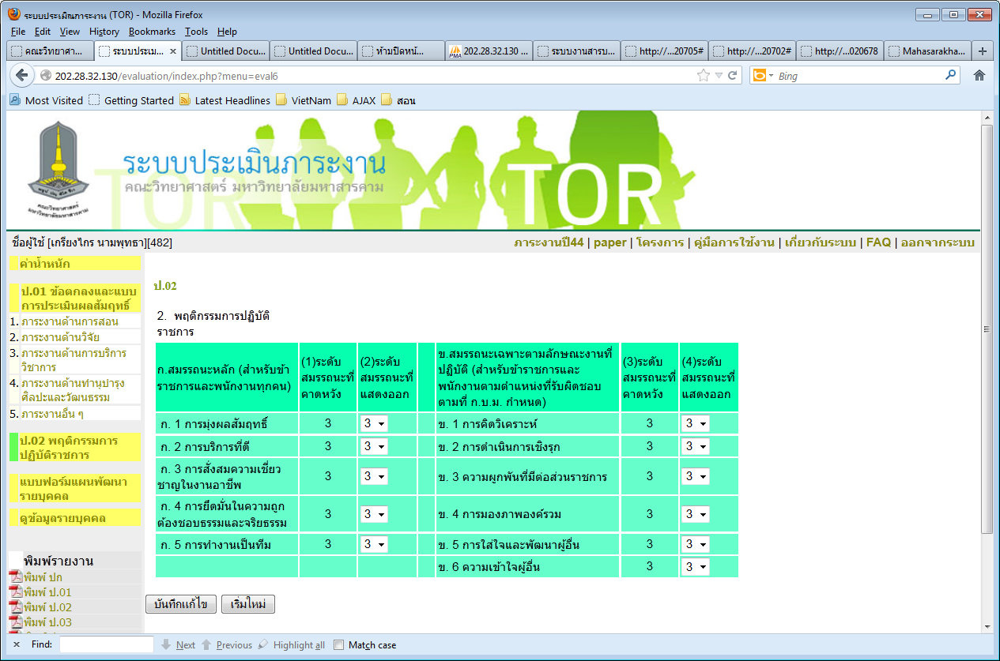 ระบบประเมินภาระงาน (TOR) - Mozilla Firefox
File Edit View History Bookmarks Tools Help
คณะวิทยาศา... ระบบประเม... Untitled Docu... Untitled Docu... ห้ามปิดหน้... 202.28.32.130 ... ระบบงานสารบ... http://...20705# http://...20702# http://...020678 Mahasarakha...
202.28.32.130/evaluation/index.php?menu=eval6 Bing
Most Visited Getting Started Latest Headlines VietNam AJAX สอน
ระบบประเมินภาระงาน
คณะวิทยาศาสตร์ มหาวิทยาลัยมหาสารคาม
TOR TOR
คณะวิทยาศาสตร์
มหาวิทยาลัยมหาสารคาม
ชื่อผู้ใช้ [เกรียงไกร นามพุทธา][482] ภาระงานปี44 | paper | โครงการ | คู่มือการใช้งาน | เกี่ยวกับระบบ | FAQ | ออกจากระบบ
ค่าน้ำหนัก
ป.01 ข้อตกลงและแบบ
การประเมินผลสัมฤทธิ์
1. ภาระงานด้านการสอน
2. ภาระงานด้านวิจัย
3. ภาระงานด้านการบริการ
วิชาการ
4. ภาระงานด้านทำนุบำรุง
ศิลปะและวัฒนธรรม
5. ภาระงานอื่น ๆ
ป.02 พฤติกรรมการ
ปฏิบัติราชการ
แบบฟอร์มแผนพัฒนา
รายบุคคล
ดูข้อมูลรายบุคคล
พิมพ์รายงาน
พิมพ์ ปก
พิมพ์ ป.01
พิมพ์ ป.02
พิมพ์ ป.03
ป.02
2. พฤติกรรมการปฏิบัติ
ราชการ
ก.สมรรถนะหลัก (สำหรับข้า
ราชการและพนักงานทุกคน)
(1)ระดับ
สมรรถนะที่
คาดหวัง
(2)ระดับ
สมรรถนะที่
แสดงออก
ข.สมรรถนะเฉพาะตามลักษณะงานที่
ปฏิบัติ (สำหรับข้าราชการและ
พนักงานตามตำแหน่งที่รับผิดชอบ
ตามที่ ก.บ.ม. กำหนด)
(3)ระดับ
สมรรถนะที่
คาดหวัง
(4)ระดับ
สมรรถนะที่
แสดงออก
ก. 1 การมุ่งผลสัมฤทธิ์ 3 3 ข. 1 การคิดวิเคราะห์ 3 3
ก. 2 การบริการที่ดี 3 3 ข. 2 การดำเนินการเชิงรุก 3 3
ก. 3 การสั่งสมความเชี่ยว
ชาญในงานอาชีพ 3 3 ข. 3 ความผูกพันที่มีต่อส่วนราชการ 3 3
ก. 4 การยึดมั่นในความถูก
ต้องชอบธรรมและจริยธรรม 3 3 ข. 4 การมองภาพองค์รวม 3 3
ก. 5 การทำงานเป็นทีม 3 3 ข. 5 การใส่ใจและพัฒนาผู้อื่น 3 3
ข. 6 ความเข้าใจผู้อื่น 3 3
บันทึกแก้ไข เริ่มใหม่
Find: Next Previous Highlight all Match case